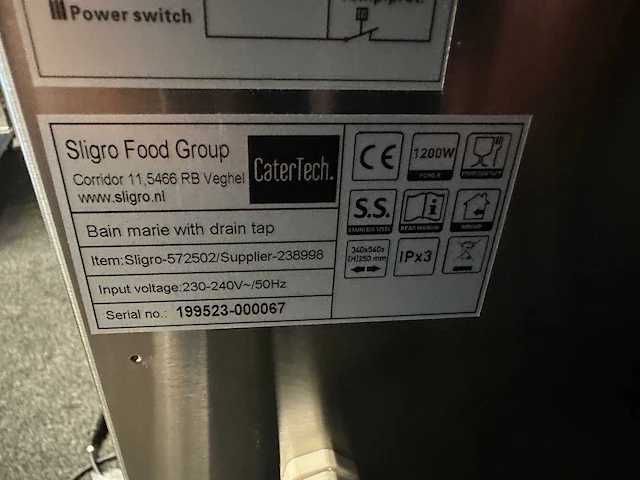 Power switch
Sligro Food Group
Corridor 11,5466 RB Veghel
www.sligro.nl
CaterTech.
Bain marie with drain tap
Item:Sligro-572502/Supplier-238998
Input voltage:230-240V~/50Hz
Serial no.: 199523-000067
CE
1200W
POWER
FOOD CONTACT
S.S.
STAINLESS STEEL
READ MANUAL
INDOOR
340x540x
(H)250 mm
IPx3